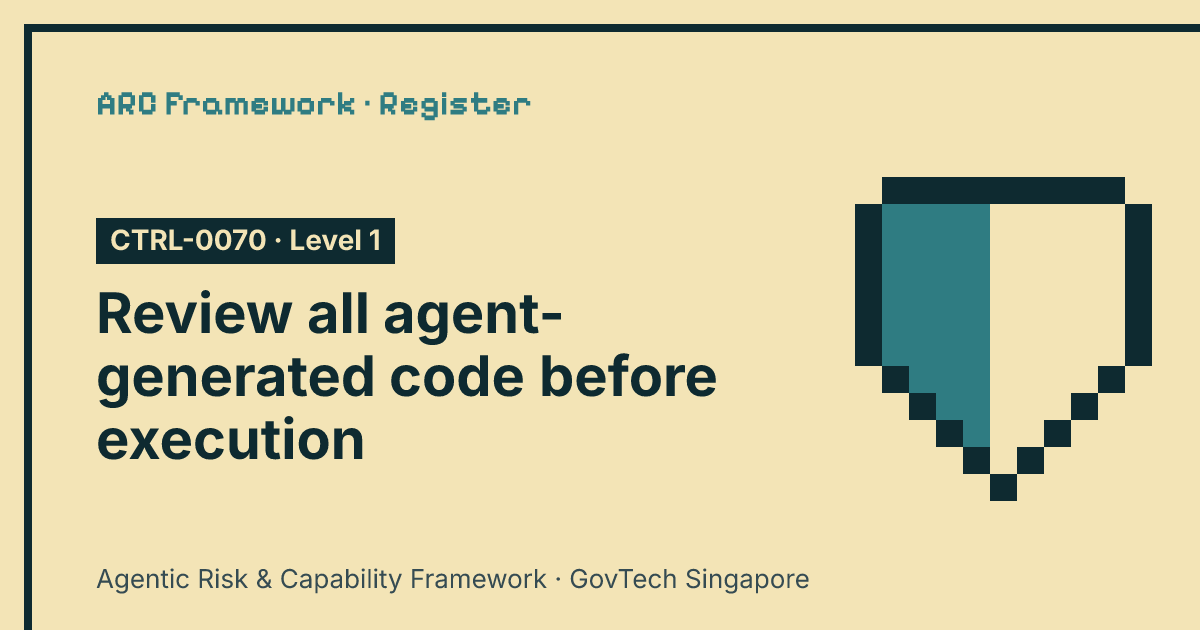 ARC Framework · Register
CTRL-0070 · Level 1
Review all agent-
generated code before
execution
Agentic Risk & Capability Framework · GovTech Singapore